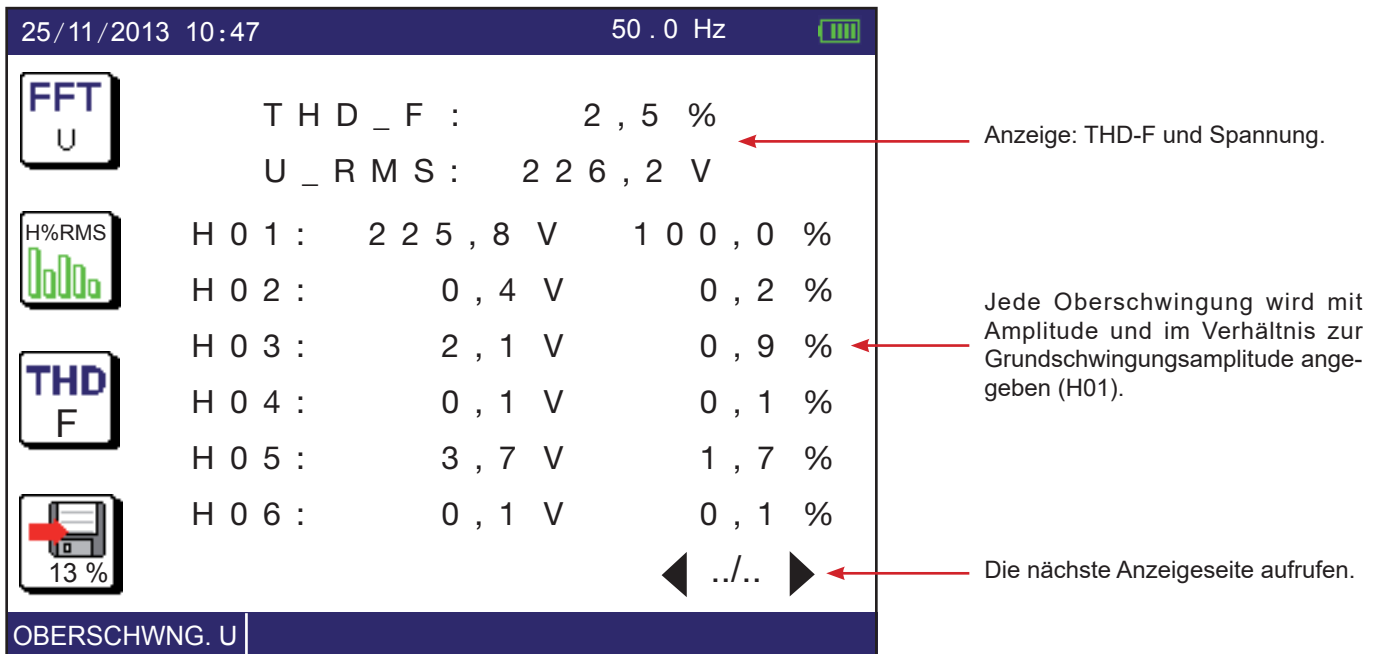 25/11/2013 10:47 50.0 Hz
FFT
U
THD_F: 2,5 %
U_RMS: 226,2 V
Anzeige: THD-F und Spannung.
H%RMS
H01: 225,8 V 100,0 %
H02: 0,4 V 0,2 %
H03: 2,1 V 0,9 %
H04: 0,1 V 0,1 %
H05: 3,7 V 1,7 %
H06: 0,1 V 0,1 %
Jede Oberschwingung wird mit
Amplitude und im Verhältnis zur
Grundschwingungsamplitude ange-
geben (H01).
THD
F
13 %
◀ ../.. ▶
Die nächste Anzeigeseite aufrufen.
OBERSCHWNG. U